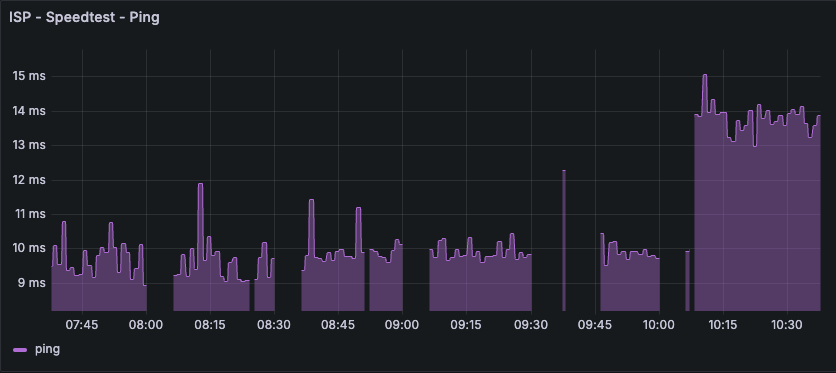 ISP - Speedtest - Ping
15 ms
14 ms
13 ms
12 ms
11 ms
10 ms
9 ms
07:45 08:00 08:15 08:30 08:45 09:00 09:15 09:30 09:45 10:00 10:15 10:30
ping